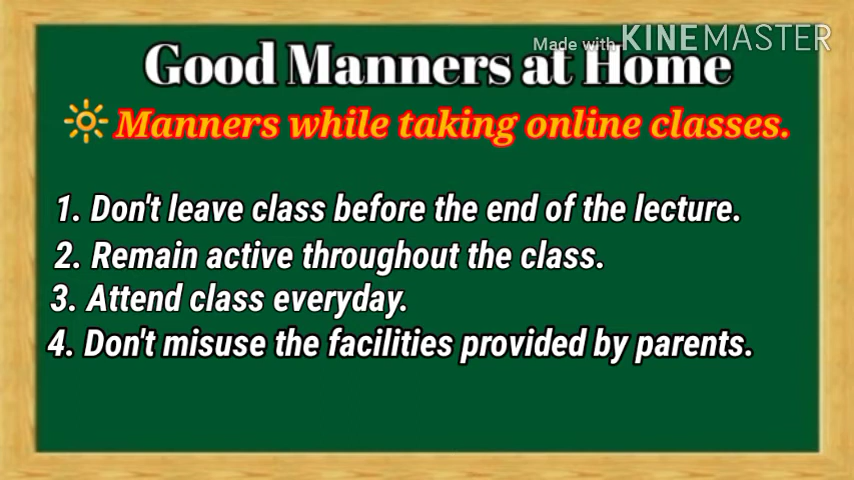 Made with KINEMASTER
Good Manners at Home
Manners while taking online classes.
1. Don't leave class before the end of the lecture.
2. Remain active throughout the class.
3. Attend class everyday.
4. Don't misuse the facilities provided by parents.